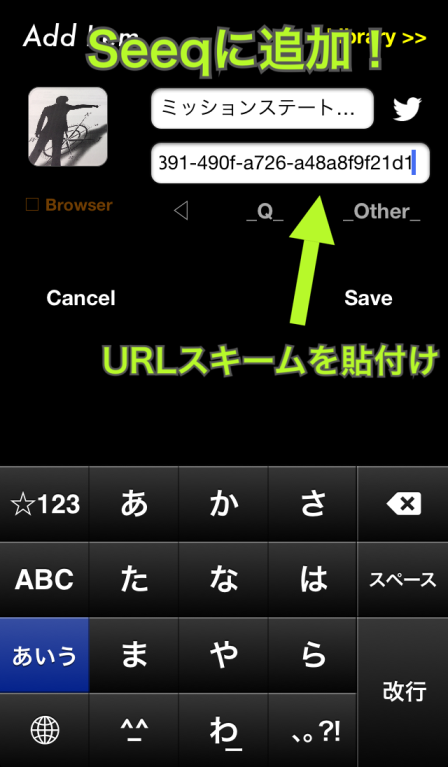 Add Item
Seeqに追加！
Library >>
ミッションステート...
391-490f-a726-a48a8f9f21d1
Browser
_Q_
_Other_
Cancel
Save
URLスキームを貼付け
☆123
あ
か
さ
ABC
た
な
は
スペース
あいう
ま
や
ら
改行
^_^
わ_
､｡?!